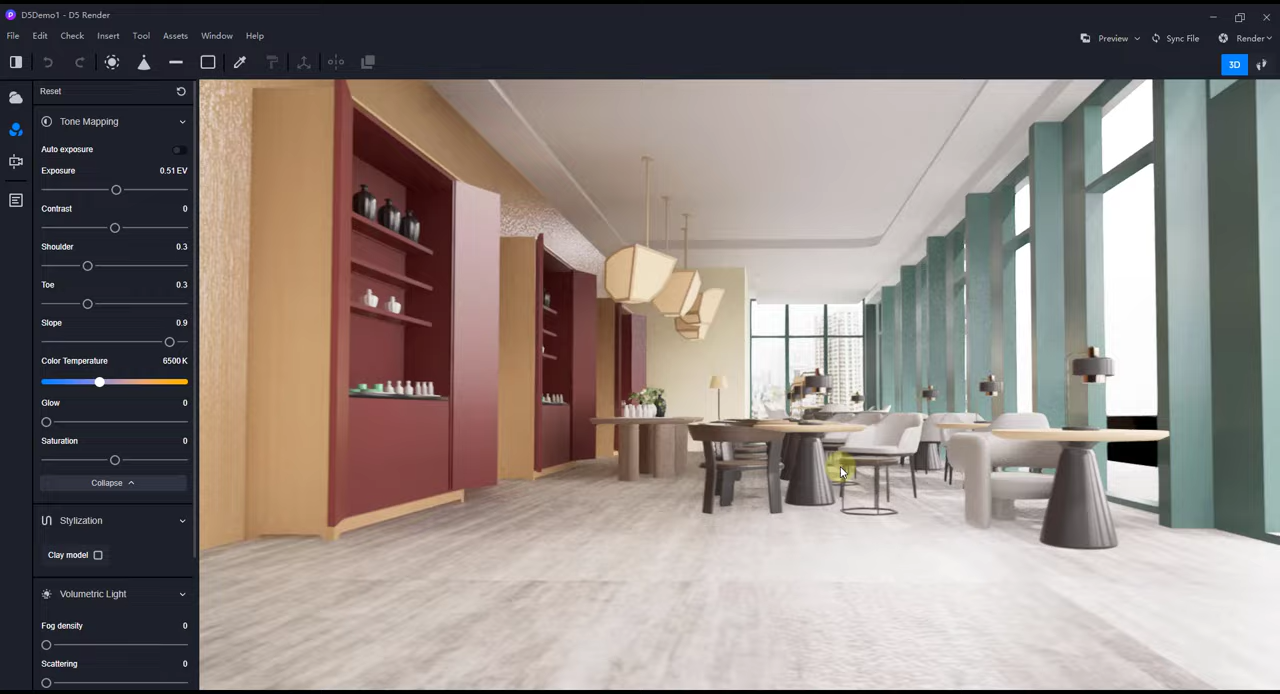 D5Demo1 - D5 Render
File Edit Check Insert Tool Assets Window Help
Preview Sync File Render
3D
Reset
Tone Mapping
Auto exposure
Exposure 0.51 EV
Contrast 0
Shoulder 0.3
Toe 0.3
Slope 0.9
Color Temperature 6500 K
Glow 0
Saturation 0
Collapse
Stylization
Clay model
Volumetric Light
Fog density 0
Scattering 0